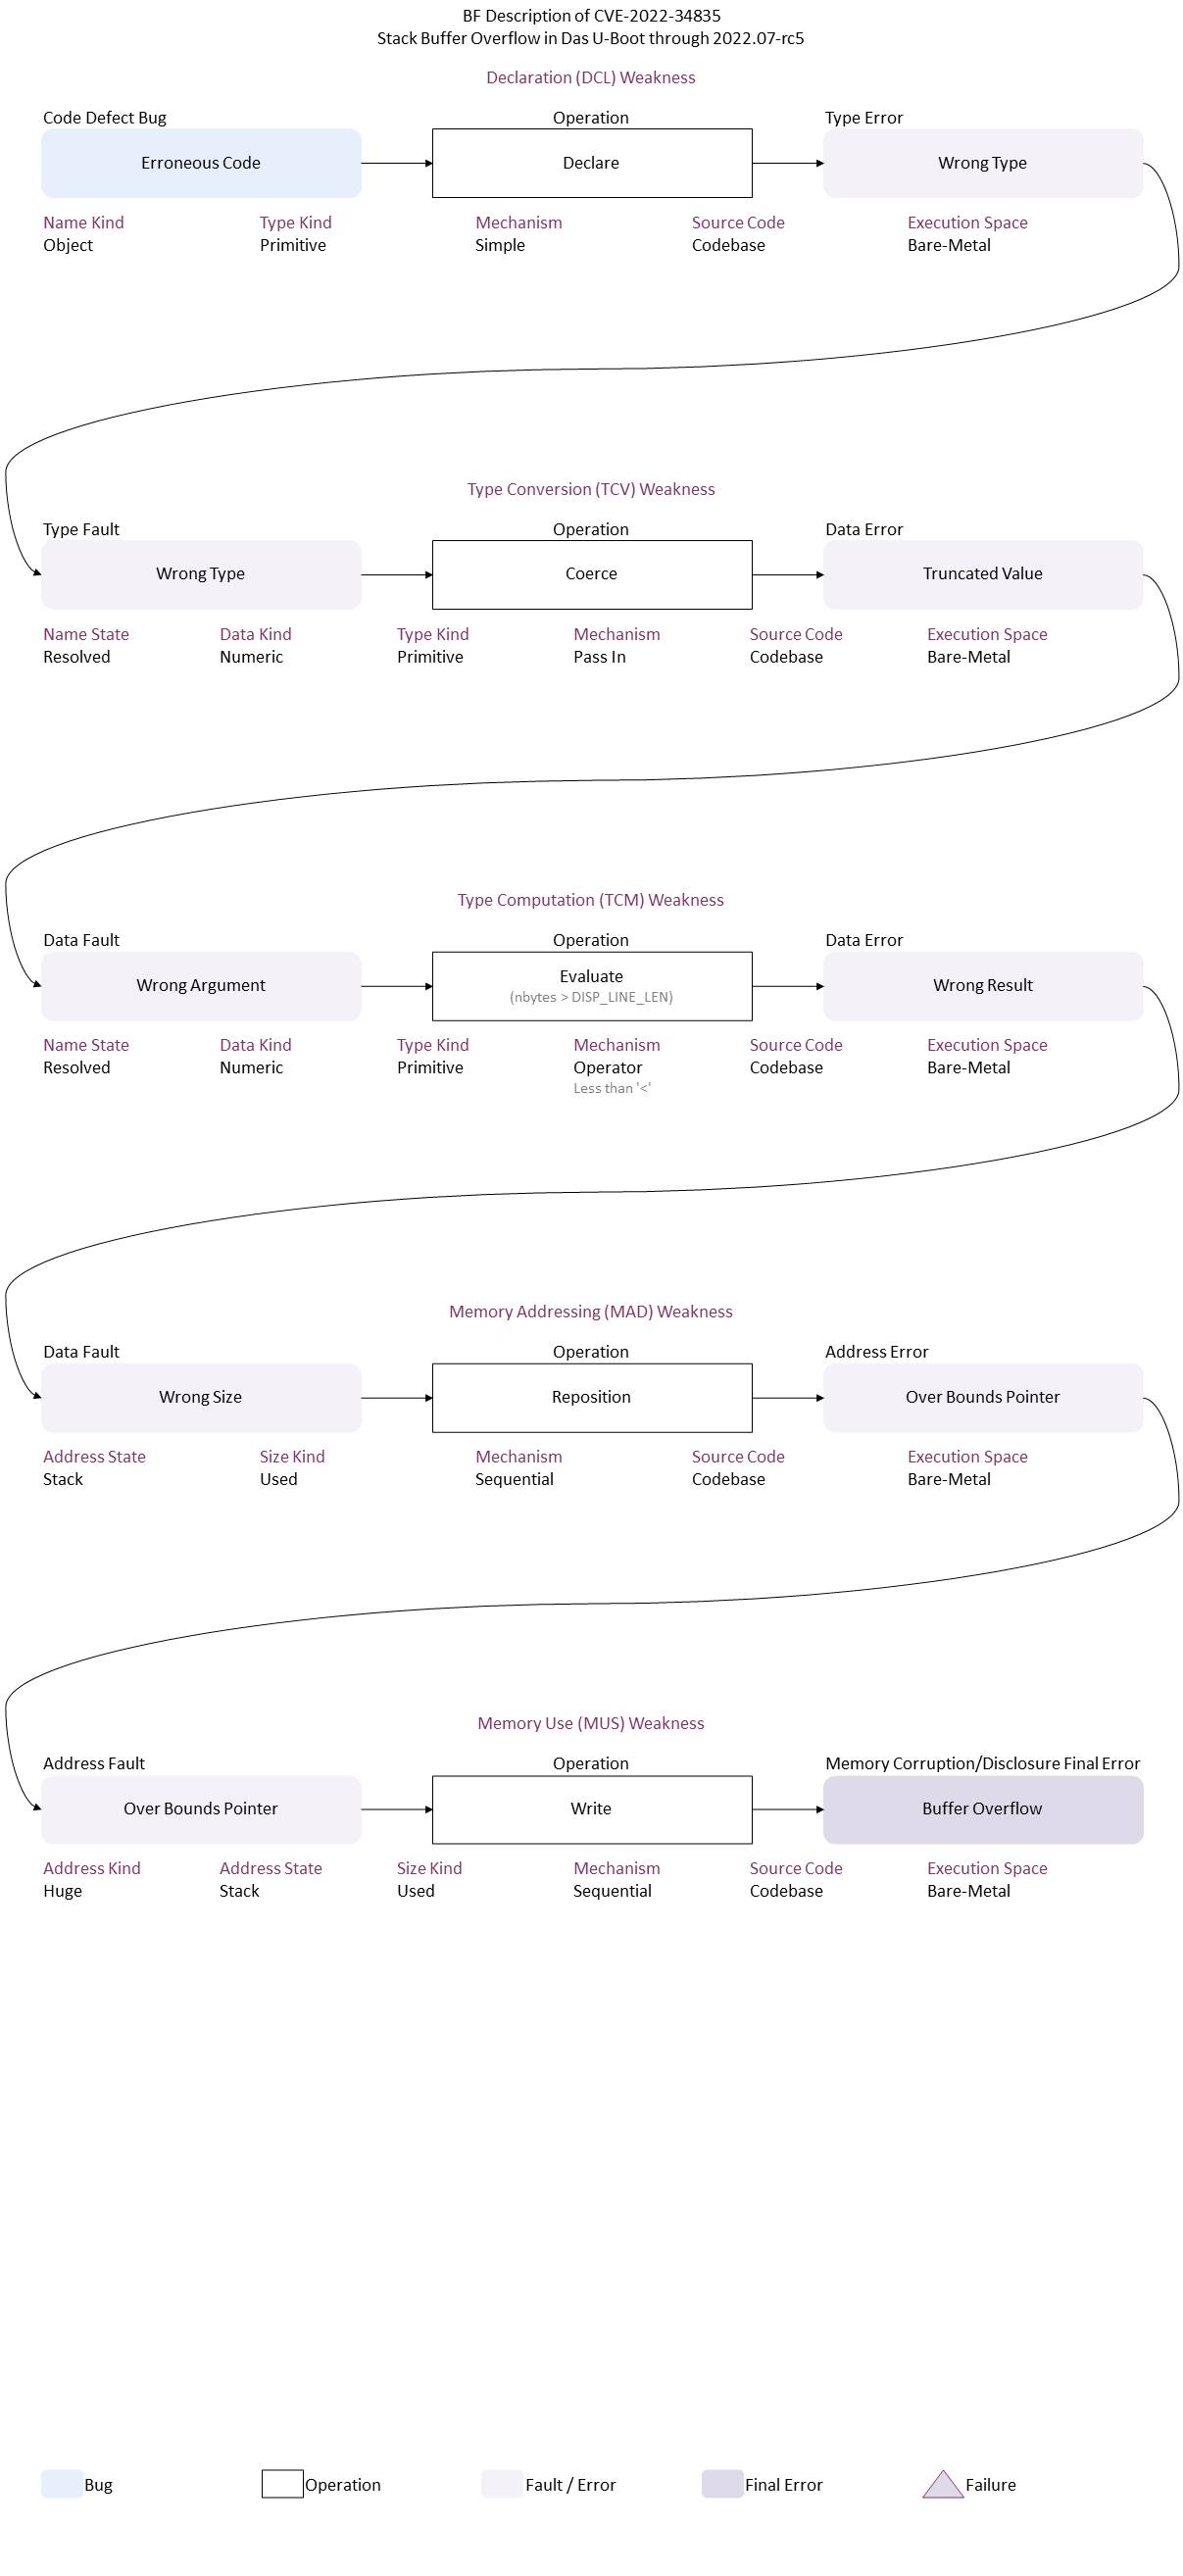 BF Description of CVE-2022-34835
Stack Buffer Overflow in Das U-Boot through 2022.07-rc5
Declaration (DCL) Weakness
Code Defect Bug Operation Type Error
Erroneous Code Declare Wrong Type
Name Kind Type Kind Mechanism Source Code Execution Space
Object Primitive Simple Codebase Bare-Metal
Type Conversion (TCV) Weakness
Type Fault Operation Data Error
Wrong Type Coerce Truncated Value
Name State Data Kind Type Kind Mechanism Source Code Execution Space
Resolved Numeric Primitive Pass In Codebase Bare-Metal
Type Computation (TCM) Weakness
Data Fault Operation Data Error
Wrong Argument Evaluate Wrong Result
(nbytes > DISP_LINE_LEN)
Name State Data Kind Type Kind Mechanism Source Code Execution Space
Resolved Numeric Primitive Operator Codebase Bare-Metal
Less than '<'
Memory Addressing (MAD) Weakness
Data Fault Operation Address Error
Wrong Size Reposition Over Bounds Pointer
Address State Size Kind Mechanism Source Code Execution Space
Stack Used Sequential Codebase Bare-Metal
Memory Use (MUS) Weakness
Address Fault Operation Memory Corruption/Disclosure Final Error
Over Bounds Pointer Write Buffer Overflow
Address Kind Address State Size Kind Mechanism Source Code Execution Space
Huge Stack Used Sequential Codebase Bare-Metal
Bug Operation Fault / Error Final Error Failure